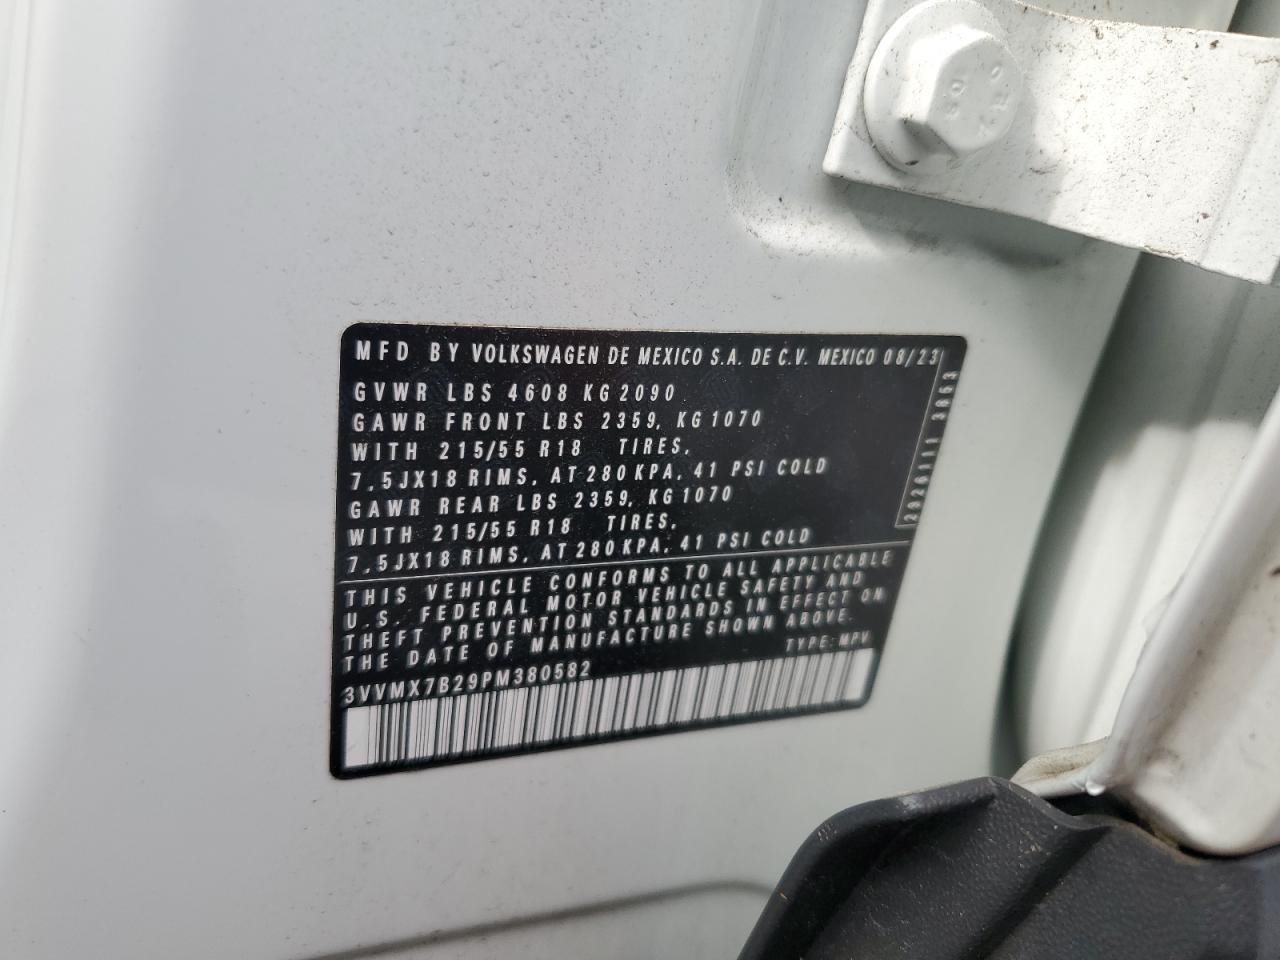 MFD BY VOLKSWAGEN DE MEXICO S.A. DE C.V. MEXICO 08/23
GVWR LBS 4608 KG 2090
GAWR FRONT LBS 2359, KG 1070
WITH 215/55 R18 TIRES,
7,5JX18 RIMS, AT 280 KPA, 41 PSI COLD
GAWR REAR LBS 2359, KG 1070
WITH 215/55 R18 TIRES,
7,5JX18 RIMS, AT 280 KPA, 41 PSI COLD
2926111 3863
THIS VEHICLE CONFORMS TO ALL APPLICABLE
U.S. FEDERAL MOTOR VEHICLE SAFETY AND
THEFT PREVENTION STANDARDS IN EFFECT ON
THE DATE OF MANUFACTURE SHOWN ABOVE.
TYPE: MPV
3VVMX7B29PM380582